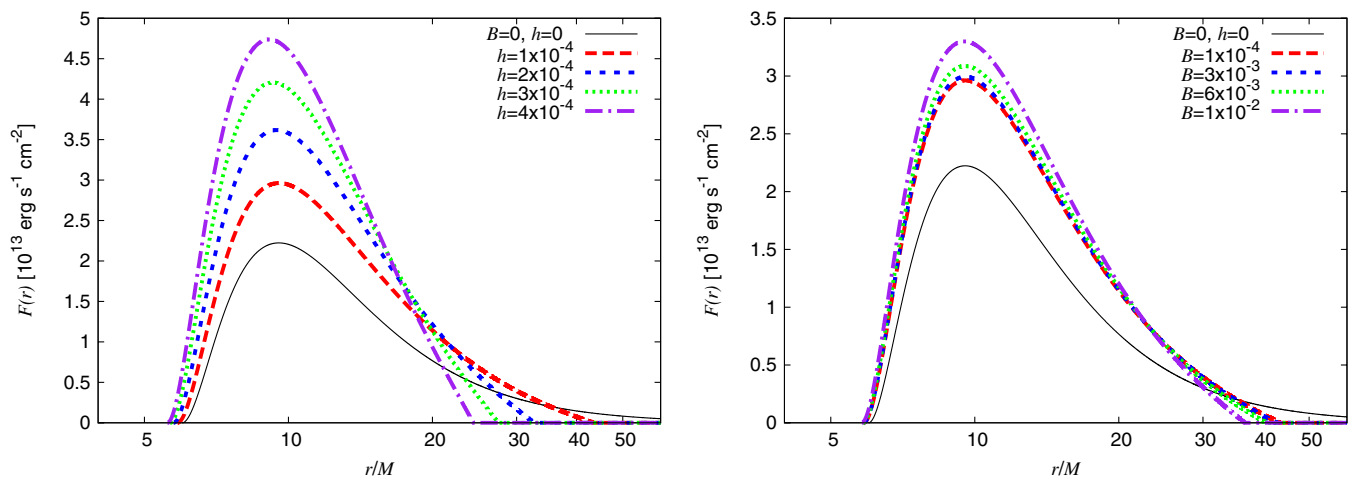 F(r) [10^13 erg s^-1 cm^-2]
5
4.5
4
3.5
3
2.5
2
1.5
1
0.5
0
B=0, h=0
h=1x10^-4
h=2x10^-4
h=3x10^-4
h=4x10^-4
5 10 20 30 40 50
r/M
F(r) [10^13 erg s^-1 cm^-2]
3.5
3
2.5
2
1.5
1
0.5
0
B=0, h=0
B=1x10^-4
B=3x10^-3
B=6x10^-3
B=1x10^-2
5 10 20 30 40 50
r/M